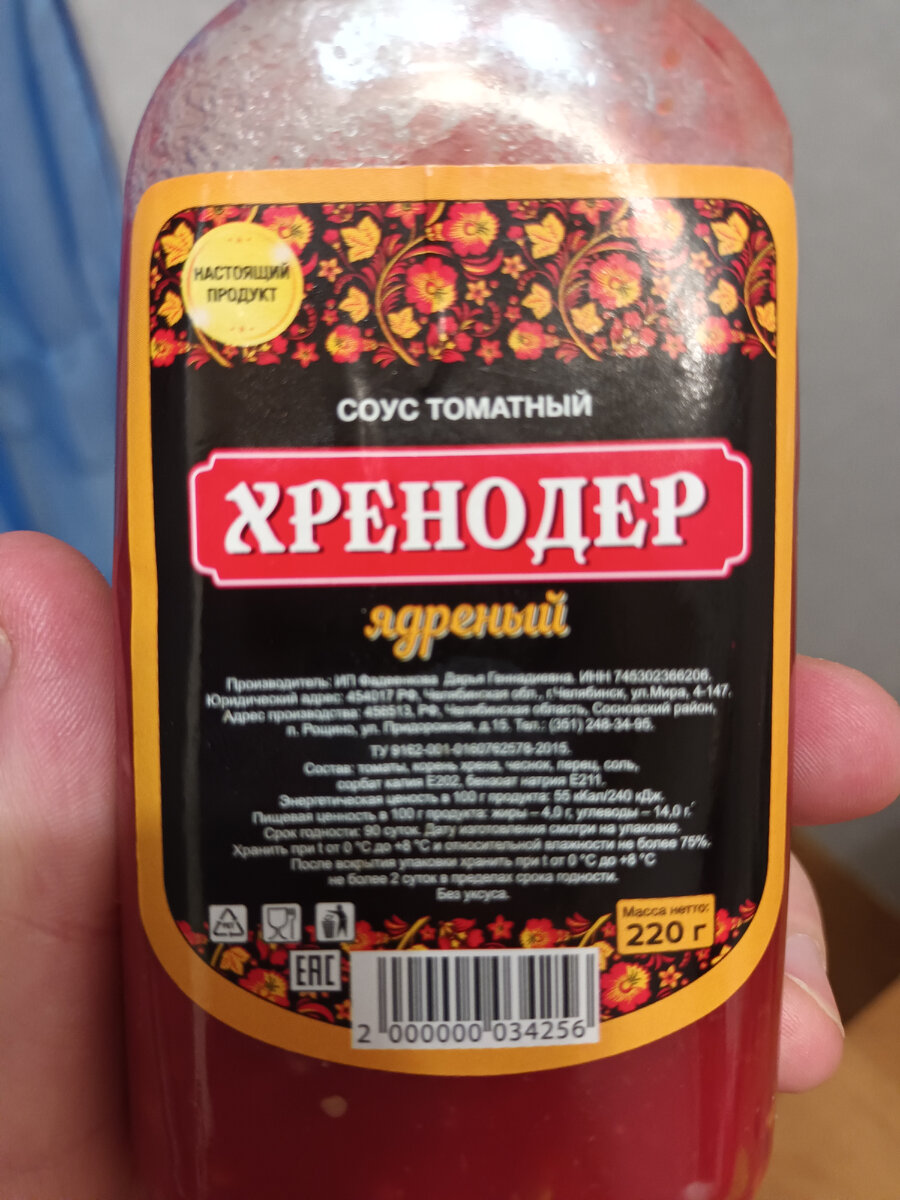 НАСТОЯЩИЙ
ПРОДУКТ
СОУС ТОМАТНЫЙ
ХРЕНОДЕР
ядреный
Производитель: ИП Дарья Геннадиевна. ИНН 745302366206.
Юридический адрес: 454017 РФ, Челябинская обл., г.Челябинск, ул.Мира, 4-147.
Адрес производства: 456513, РФ, Челябинская область, Сосновский район,
п. Рощино, ул. Придорожная, д.15. Тел.: (351) 248-34-95.
ТУ 9162-001-0160762578-2015.
Состав: томаты, корень хрена, чеснок, перец, соль,
сорбат калия Е202, бензоат натрия Е211.
Энергетическая ценость в 100 г продукта: 55 кКал/240 кДж.
Пищевая ценность в 100 г продукта: жиры – 4,0 г, углеводы – 14,0 г.
Срок годности: 90 суток. Дату изготовления смотри на упаковке.
Хранить при t от 0 °С до +8 °С и относительной влажности не более 75%.
После вскрытия упаковки хранить при t от 0 °С до +8 °С
не более 2 суток в пределах срока годности.
Без уксуса.
Масса нетто:
220 г
EAC
2 000000 034256